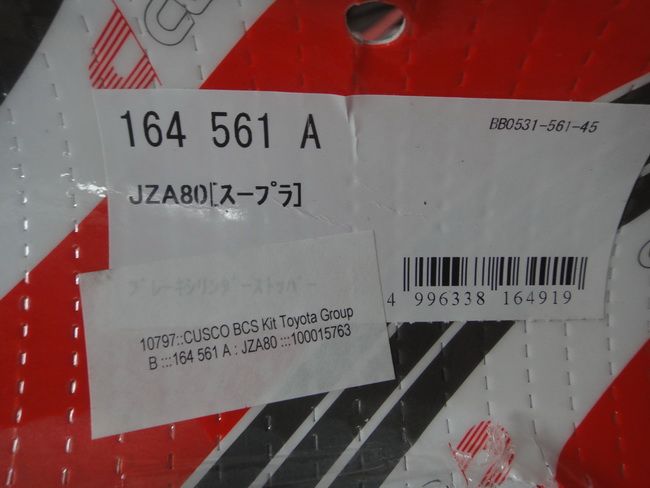 164 561 A
BB0531-561-45
JZA80[スープラ]
ブレーキシリンダーストッパー
4 996338 164919
10797::CUSCO BCS Kit Toyota Group
B :::164 561 A : JZA80 :::100015763